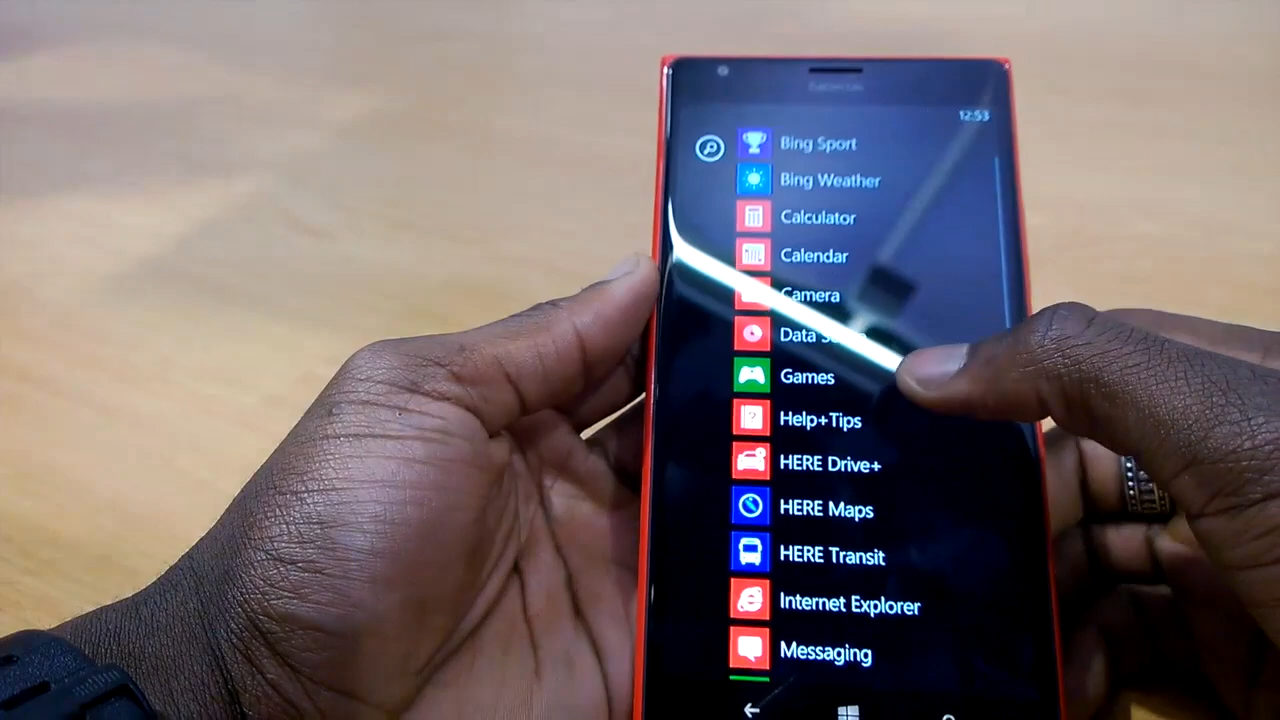 12:53
Bing Sport
Bing Weather
Calculator
Calendar
Camera
Data
Games
Help+Tips
HERE Drive+
HERE Maps
HERE Transit
Internet Explorer
Messaging